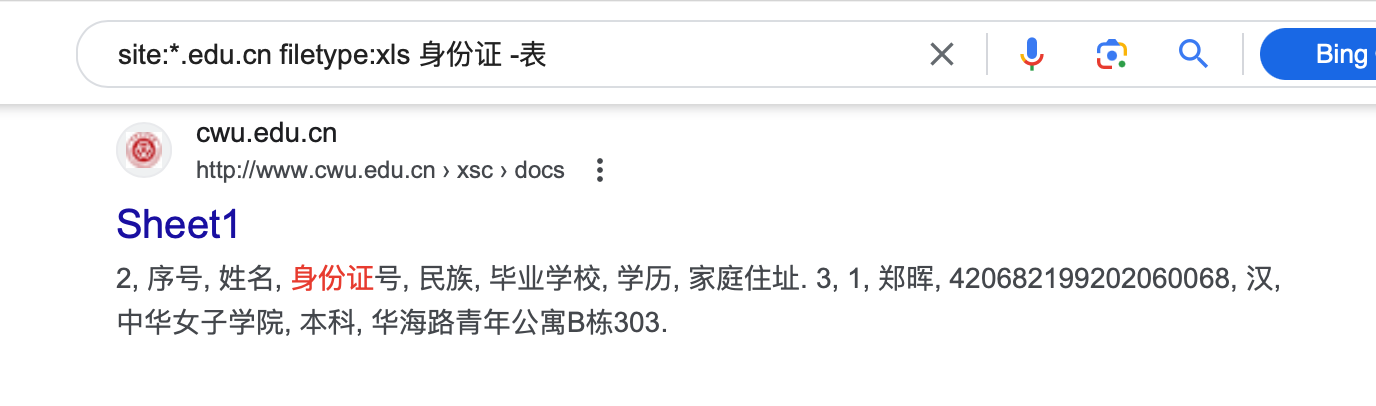 site:*.edu.cn filetype:xls 身份证 -表
Bing
cwu.edu.cn
http://www.cwu.edu.cn › xsc › docs
Sheet1
2, 序号, 姓名, 身份证号, 民族, 毕业学校, 学历, 家庭住址. 3, 1, 郑晖, 420682199202060068, 汉,
中华女子学院, 本科, 华海路青年公寓B栋303.